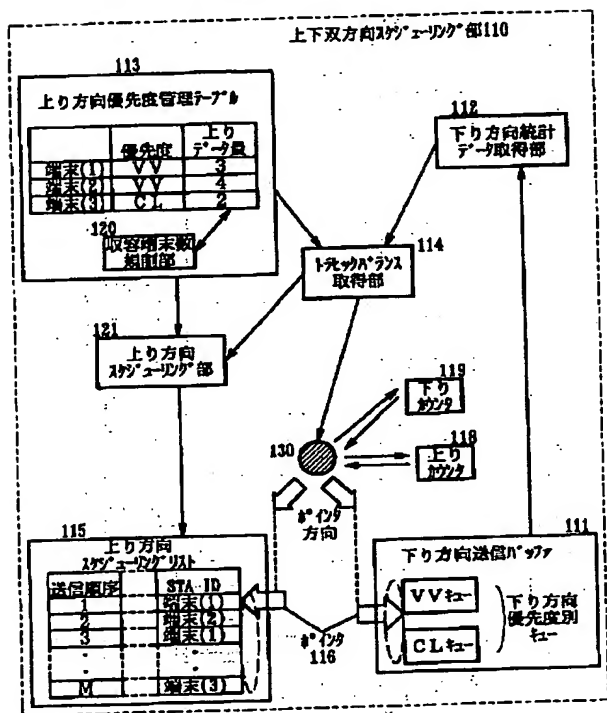 上下双方向ｽｹｼﾞｭｰﾘﾝｸﾞ部110
113
上り方向優先度管理ﾃｰﾌﾞﾙ
優先度 上りﾃﾞｰﾀ量
端末(1) VV 3
端末(2) VV 4
端末(3) CL 2
120
収容端末数
規制部
112
下り方向統計
ﾃﾞｰﾀ取得部
114
ﾄﾗﾋｯｸﾊﾞﾗﾝｽ
取得部
121
上り方向
ｽｹｼﾞｭｰﾘﾝｸﾞ部
119
下り
ｶｳﾝﾀ
118
上り
ｶｳﾝﾀ
130
ﾎﾟｲﾝﾀ
方向
115
上り方向
ｽｹｼﾞｭｰﾘﾝｸﾞﾘｽﾄ
送信順序 STA ID
1 端末(1)
2 端末(2)
3 端末(1)
M 端末(3)
ﾎﾟｲﾝﾀ
116
111
下り方向送信ﾊﾞｯﾌｧ
VVｷｭｰ
CLｷｭｰ
下り方向
優先度別
ｷｭｰ